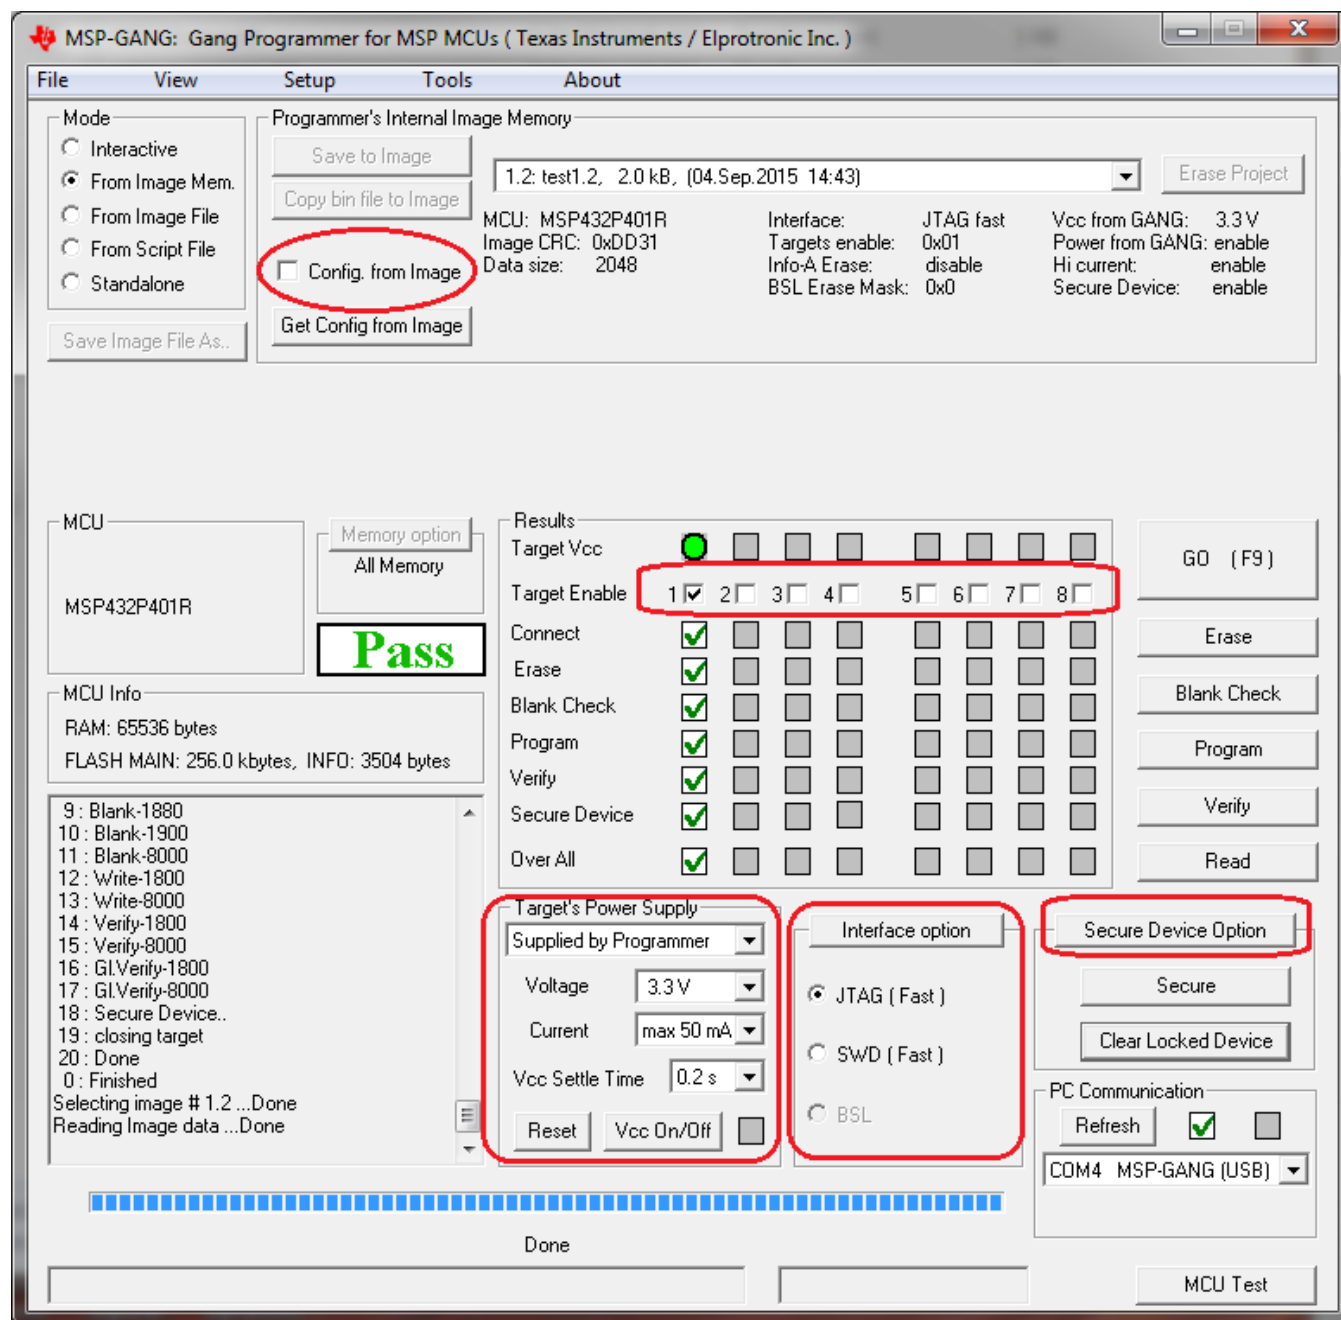 MSP-GANG: Gang Programmer for MSP MCUs ( Texas Instruments / Elprotronic Inc. )
File View Setup Tools About
Mode
Interactive
From Image Mem.
From Image File
From Script File
Standalone
Save Image File As..
Programmer's Internal Image Memory
Save to Image
Copy bin file to Image
Config. from Image
Get Config from Image
1.2: test1.2, 2.0 kB, (04.Sep.2015 14:43)
Erase Project
MCU: MSP432P401R
Image CRC: 0xDD31
Data size: 2048
Interface: JTAG fast
Targets enable: 0x01
Info-A Erase: disable
BSL Erase Mask: 0x0
Vcc from GANG: 3.3 V
Power from GANG: enable
Hi current: enable
Secure Device: enable
MCU
MSP432P401R
Memory option
All Memory
Pass
MCU Info
RAM: 65536 bytes
FLASH MAIN: 256.0 kbytes, INFO: 3504 bytes
9 : Blank-1880
10 : Blank-1900
11 : Blank-8000
12 : Write-1800
13 : Write-8000
14 : Verify-1800
15 : Verify-8000
16 : Gl.Verify-1800
17 : Gl.Verify-8000
18 : Secure Device..
19 : closing target
20 : Done
0 : Finished
Selecting image # 1.2 ...Done
Reading Image data ...Done
Results
Target Vcc
Target Enable 1 2 3 4 5 6 7 8
Connect
Erase
Blank Check
Program
Verify
Secure Device
Over All
GO (F9)
Erase
Blank Check
Program
Verify
Read
Target's Power Supply
Supplied by Programmer
Voltage 3.3 V
Current max 50 mA
Vcc Settle Time 0.2 s
Reset Vcc On/Off
Interface option
JTAG ( Fast )
SWD ( Fast )
BSL
Secure Device Option
Secure
Clear Locked Device
PC Communication
Refresh
COM4 MSP-GANG (USB)
Done
MCU Test